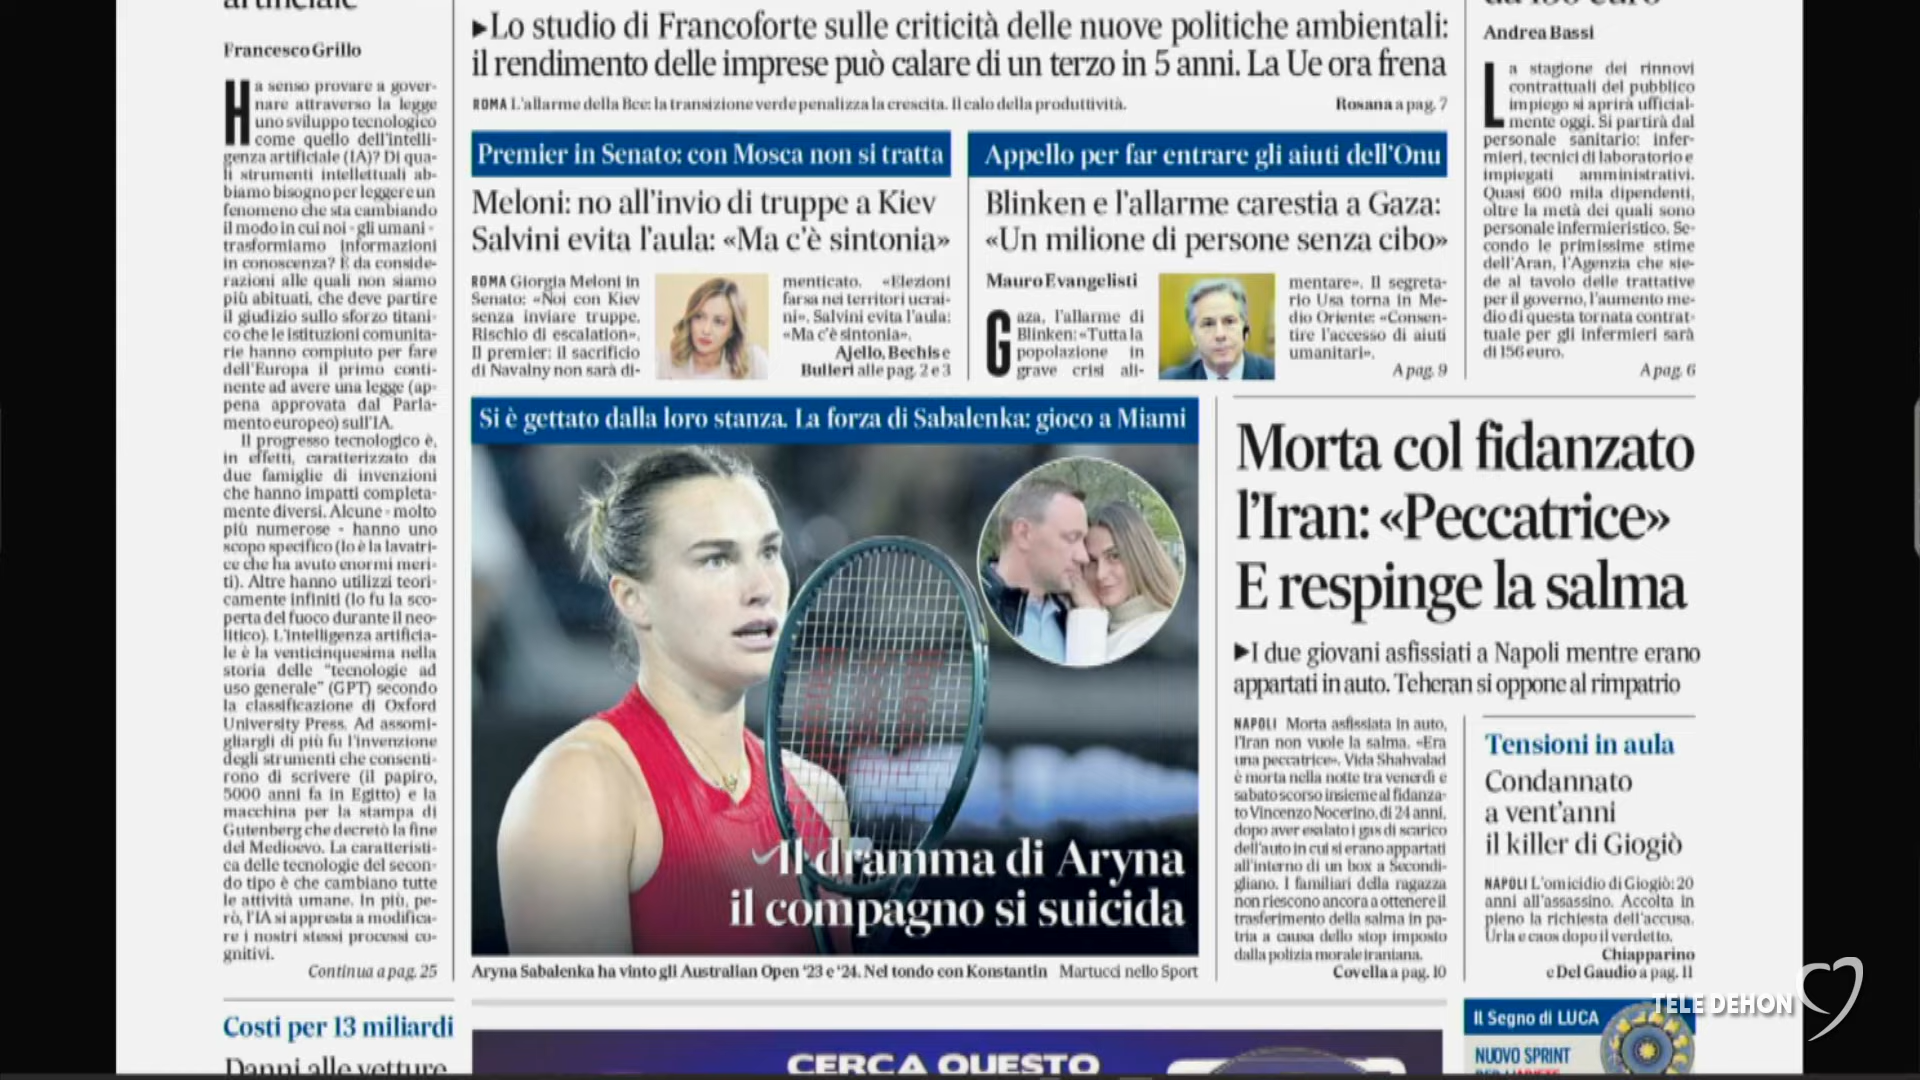 artificiale
Francesco Grillo
Ha senso provare a gover-
nare attraverso la legge
uno sviluppo tecnologico
come quello dell'intelli-
genza artificiale (IA)? Di qua-
li strumenti intellettuali ab-
biamo bisogno per leggere un
fenomeno che sta cambiando
il modo in cui noi - gli umani -
trasformiamo informazioni
in conoscenza? È da conside-
razioni alle quali non siamo
più abituati, che deve partire
il giudizio sullo sforzo titani-
co che le istituzioni comunita-
rie hanno compiuto per fare
dell'Europa il primo conti-
nente ad avere una legge (ap-
pena approvata dal Parla-
mento europeo) sull'IA.
Il progresso tecnologico è,
in effetti, caratterizzato da
due famiglie di invenzioni
che hanno impatti completa-
mente diversi. Alcune - molto
più numerose - hanno uno
scopo specifico (lo è la lavatri-
ce che ha avuto enormi meri-
ti). Altre hanno utilizzi teori-
camente infiniti (lo fu la sco-
perta del fuoco durante il neo-
litico). L'intelligenza artificia-
le è la venticinquesima nella
storia delle "tecnologie ad
uso generale" (GPT) secondo
la classificazione di Oxford
University Press. Ad assomi-
gliargli di più fu l'invenzione
degli strumenti che consenti-
rono di scrivere (il papiro,
5000 anni fa in Egitto) e la
macchina per la stampa di
Gutenberg che decretò la fine
del Medioevo. La caratteristi-
ca delle tecnologie del secon-
do tipo è che cambiano tutte
le attività umane. In più, pe-
rò, l'IA si appresta a modifica-
re i nostri stessi processi co-
gnitivi.
Continua a pag. 25
Costi per 13 miliardi
Danni alle vetture
▶Lo studio di Francoforte sulle criticità delle nuove politiche ambientali:
il rendimento delle imprese può calare di un terzo in 5 anni. La Ue ora frena
ROMA L'allarme della Bce: la transizione verde penalizza la crescita. Il calo della produttività.
Rosana a pag. 7
Premier in Senato: con Mosca non si tratta
Meloni: no all'invio di truppe a Kiev
Salvini evita l'aula: «Ma c'è sintonia»
ROMA Giorgia Meloni in
Senato: «Noi con Kiev
senza inviare truppe.
Rischio di escalation».
Il premier: il sacrificio
di Navalny non sarà di-
menticato. «Elezioni
farsa nei territori ucrai-
ni». Salvini evita l'aula:
«Ma c'è sintonia».
Ajello, Bechis e
Bulleri alle pag. 2 e 3
Appello per far entrare gli aiuti dell'Onu
Blinken e l'allarme carestia a Gaza:
«Un milione di persone senza cibo»
Mauro Evangelisti
Gaza, l'allarme di
Blinken: «Tutta la
popolazione in
grave crisi ali-
mentare». Il segreta-
rio Usa torna in Me-
dio Oriente: «Consen-
tire l'accesso di aiuti
umanitari».
A pag. 9
da 156 euro
Andrea Bassi
La stagione dei rinnovi
contrattuali del pubblico
impiego si aprirà ufficial-
mente oggi. Si partirà dal
personale sanitario: infer-
mieri, tecnici di laboratorio e
impiegati amministrativi.
Quasi 600 mila dipendenti,
oltre la metà dei quali sono
personale infermieristico. Se-
condo le primissime stime
dell'Aran, l'Agenzia che sie-
de al tavolo delle trattative
per il governo, l'aumento me-
dio di questa tornata contrat-
tuale per gli infermieri sarà
di 156 euro.
A pag. 6
Si è gettato dalla loro stanza. La forza di Sabalenka: gioco a Miami
Il dramma di Aryna
il compagno si suicida
Aryna Sabalenka ha vinto gli Australian Open '23 e '24. Nel tondo con Konstantin
Martucci nello Sport
Morta col fidanzato
l'Iran: «Peccatrice»
E respinge la salma
▶I due giovani asfissiati a Napoli mentre erano
appartati in auto. Teheran si oppone al rimpatrio
NAPOLI Morta asfissiata in auto,
l'Iran non vuole la salma. «Era
una peccatrice». Vida Shahvalad
è morta nella notte tra venerdì e
sabato scorso insieme al fidanza-
to Vincenzo Nocerino, di 24 anni,
dopo aver esalato i gas di scarico
dell'auto in cui si erano appartati
all'interno di un box a Secondi-
gliano. I familiari della ragazza
non riescono ancora a ottenere il
trasferimento della salma in pa-
tria a causa dello stop imposto
dalla polizia morale iraniana.
Covella a pag. 10
Tensioni in aula
Condannato
a vent'anni
il killer di Giogiò
NAPOLI L'omicidio di Giogiò: 20
anni all'assassino. Accolta in
pieno la richiesta dell'accusa.
Urla e caos dopo il verdetto.
Chiapparino
e Del Gaudio a pag. 11
CERCA QUESTO
Il Segno di LUCA
NUOVO SPRINT
PER L'ARIETE
TELE DEHON